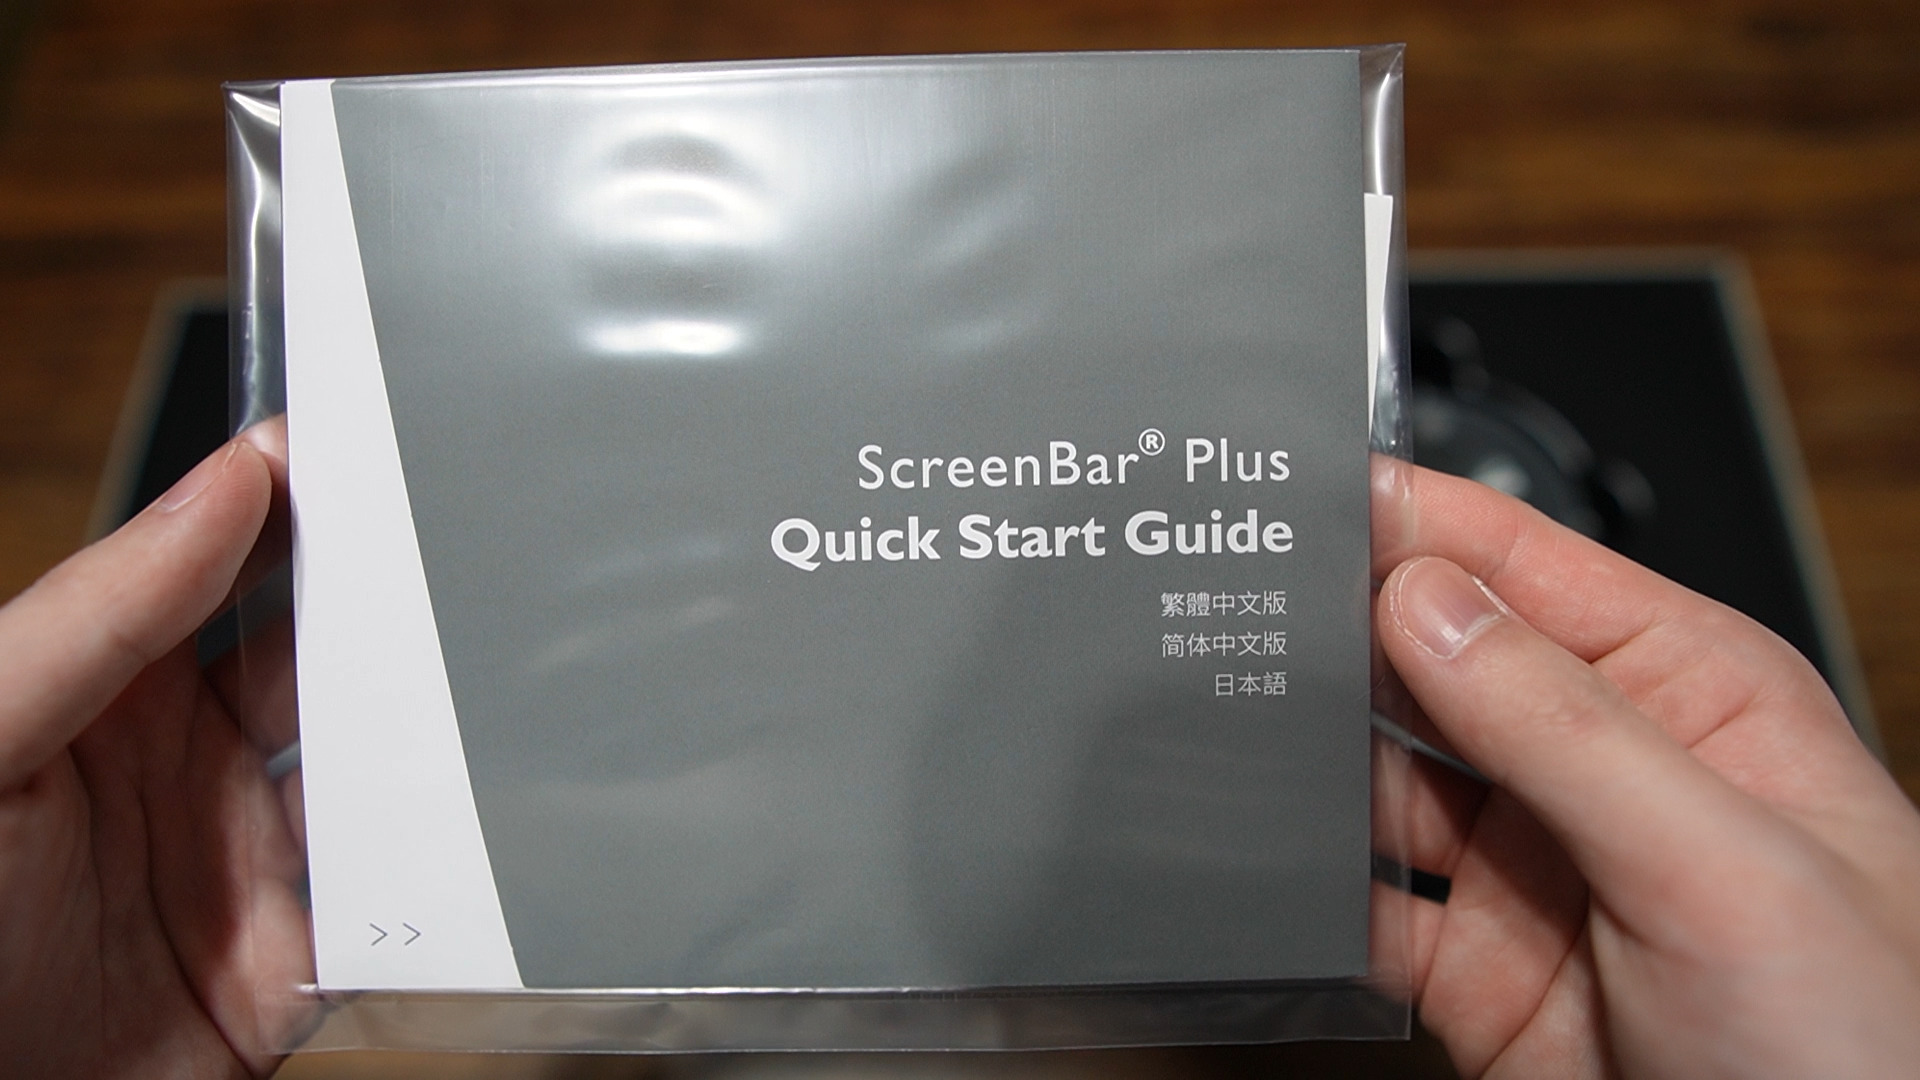 ScreenBar® Plus
Quick Start Guide
繁體中文版
简体中文版
日本語
>>